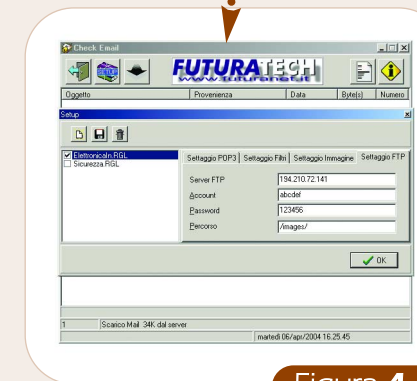 Check Email
SETUP
FUTURATECH
www.futuranet.it
Oggetto Provenienza Data Byte(s) Numero
Setup
ElettronicaIn.RGL
Sicurezza.RGL
Settaggio POP3 Settaggio Filtri Settaggio Immagine Settaggio FTP
Server FTP 194.210.72.141
Account abcdef
Password 123456
Percorso /images/
OK
1 Scarico Mail 34K dal server
martedì 06/apr/2004 16.25.45
Figura 4